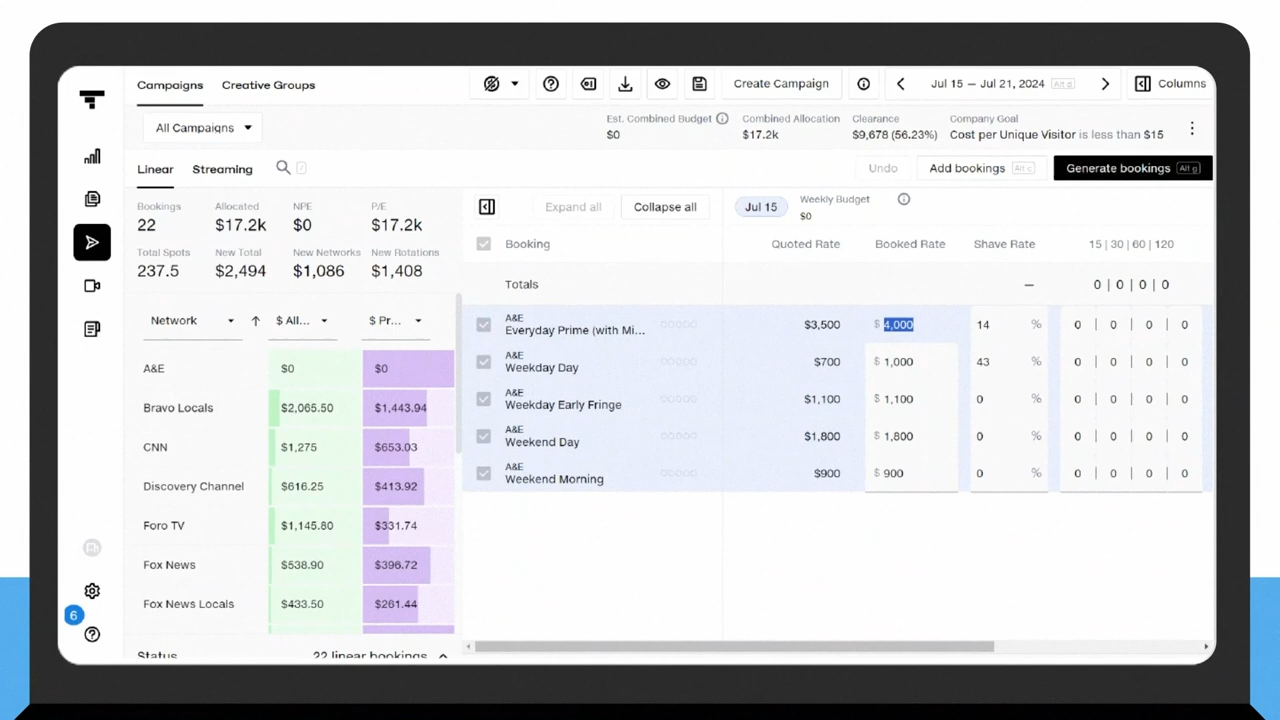 Campaigns Creative Groups Create Campaign Jul 15 — Jul 21, 2024 Alt d Columns
All Campaigns
Est. Combined Budget Combined Allocation Clearance Company Goal
$0 $17.2k $9,678 (56.23%) Cost per Unique Visitor is less than $15
Linear Streaming / Undo Add bookings Alt c Generate bookings Alt g
Bookings Allocated NPE P/E
22 $17.2k $0 $17.2k
Total Spots New Total New Networks New Rotations
237.5 $2,494 $1,086 $1,408
Network $ All... $ Pr...
A&E $0 $0
Bravo Locals $2,065.50 $1,443.94
CNN $1,275 $653.03
Discovery Channel $616.25 $413.92
Foro TV $1,145.80 $331.74
Fox News $538.90 $396.72
Fox News Locals $433.50 $261.44
Status 22 linear bookings
6
Expand all Collapse all Jul 15 Weekly Budget
$0
Booking Quoted Rate Booked Rate Shave Rate 15 | 30 | 60 | 120
Totals — 0 | 0 | 0 | 0
A&E
Everyday Prime (with Mi... $3,500 $ 4,000 14 % 0 | 0 | 0 | 0
A&E
Weekday Day $700 $ 1,000 43 % 0 | 0 | 0 | 0
A&E
Weekday Early Fringe $1,100 $ 1,100 0 % 0 | 0 | 0 | 0
A&E
Weekend Day $1,800 $ 1,800 0 % 0 | 0 | 0 | 0
A&E
Weekend Morning $900 $ 900 0 % 0 | 0 | 0 | 0